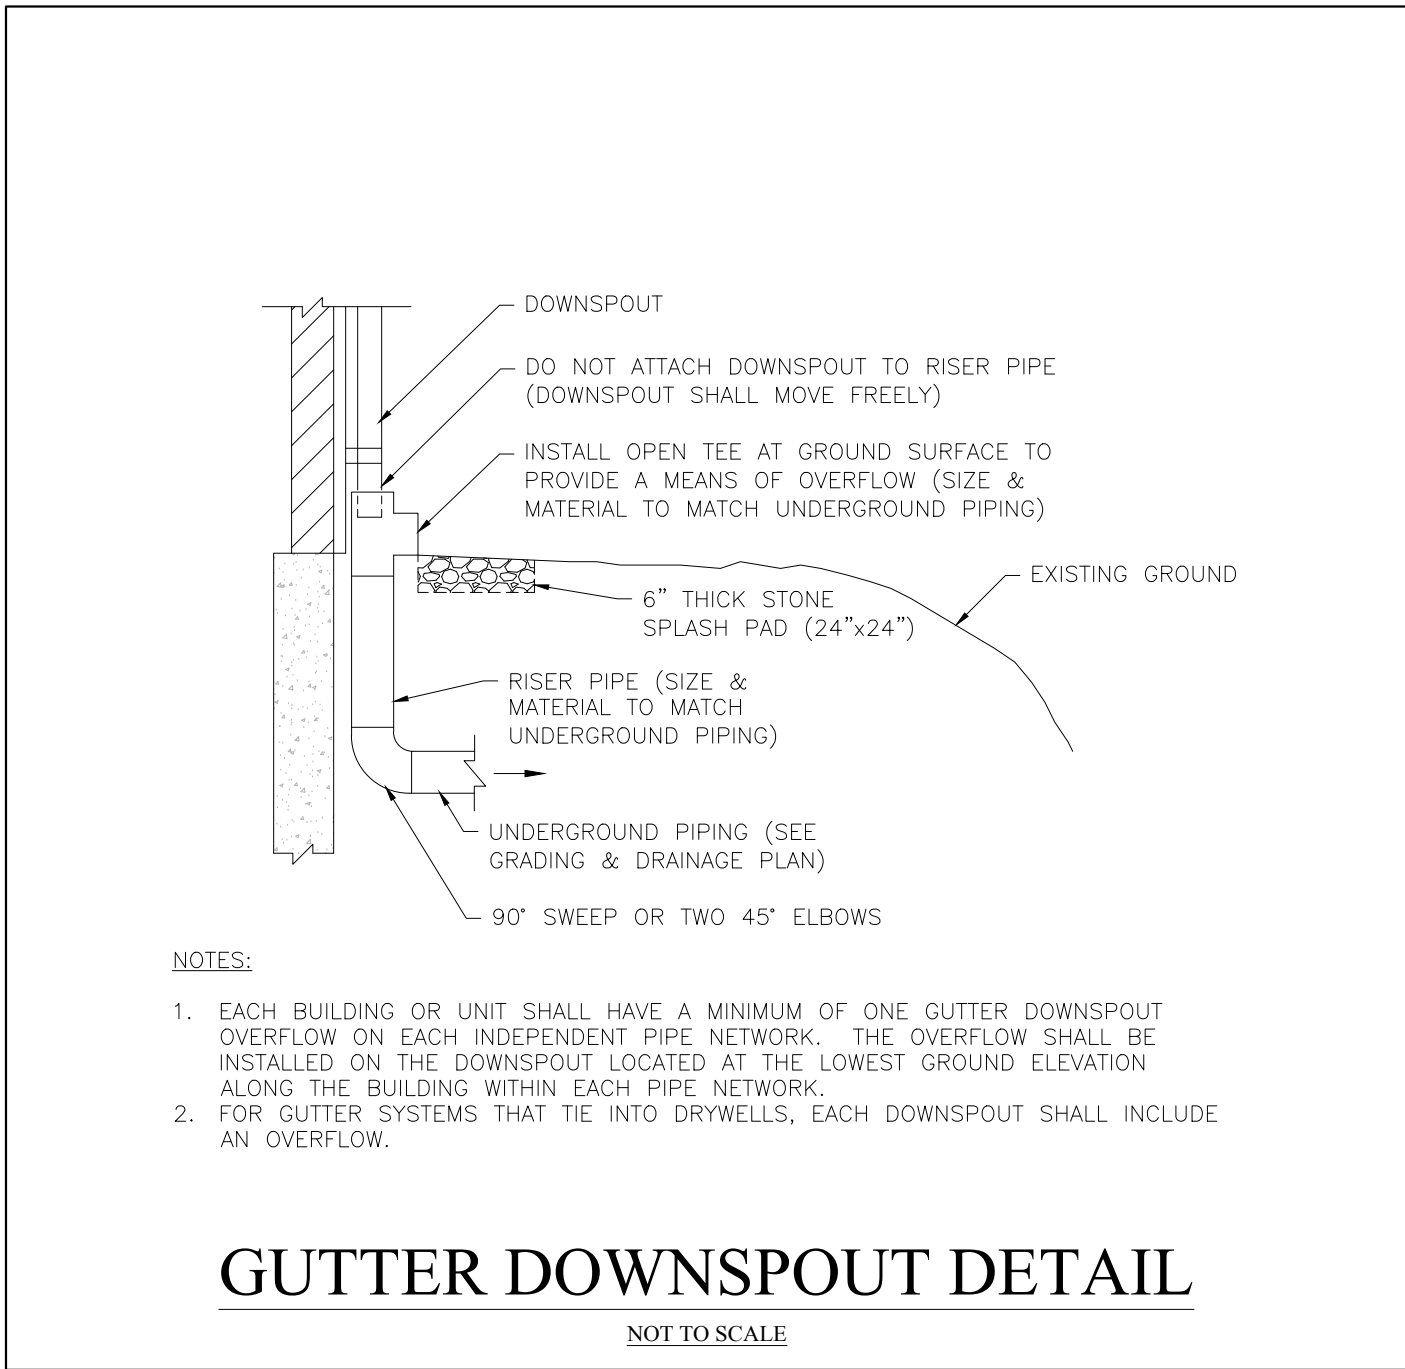 DOWNSPOUT
DO NOT ATTACH DOWNSPOUT TO RISER PIPE
(DOWNSPOUT SHALL MOVE FREELY)
INSTALL OPEN TEE AT GROUND SURFACE TO
PROVIDE A MEANS OF OVERFLOW (SIZE &
MATERIAL TO MATCH UNDERGROUND PIPING)
EXISTING GROUND
6” THICK STONE
SPLASH PAD (24”x24”)
RISER PIPE (SIZE &
MATERIAL TO MATCH
UNDERGROUND PIPING)
UNDERGROUND PIPING (SEE
GRADING & DRAINAGE PLAN)
90° SWEEP OR TWO 45° ELBOWS
NOTES:
1. EACH BUILDING OR UNIT SHALL HAVE A MINIMUM OF ONE GUTTER DOWNSPOUT
OVERFLOW ON EACH INDEPENDENT PIPE NETWORK. THE OVERFLOW SHALL BE
INSTALLED ON THE DOWNSPOUT LOCATED AT THE LOWEST GROUND ELEVATION
ALONG THE BUILDING WITHIN EACH PIPE NETWORK.
2. FOR GUTTER SYSTEMS THAT TIE INTO DRYWELLS, EACH DOWNSPOUT SHALL INCLUDE
AN OVERFLOW.
GUTTER DOWNSPOUT DETAIL
NOT TO SCALE